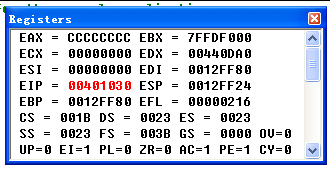 Registers
EAX = CCCCCCCC EBX = 7FFDF000
ECX = 00000000 EDX = 00440DA0
ESI = 00000000 EDI = 0012FF80
EIP = 00401030 ESP = 0012FF24
EBP = 0012FF80 EFL = 00000216
CS = 001B DS = 0023 ES = 0023
SS = 0023 FS = 003B GS = 0000 OV=0
UP=0 EI=1 PL=0 ZR=0 AC=1 PE=1 CY=0